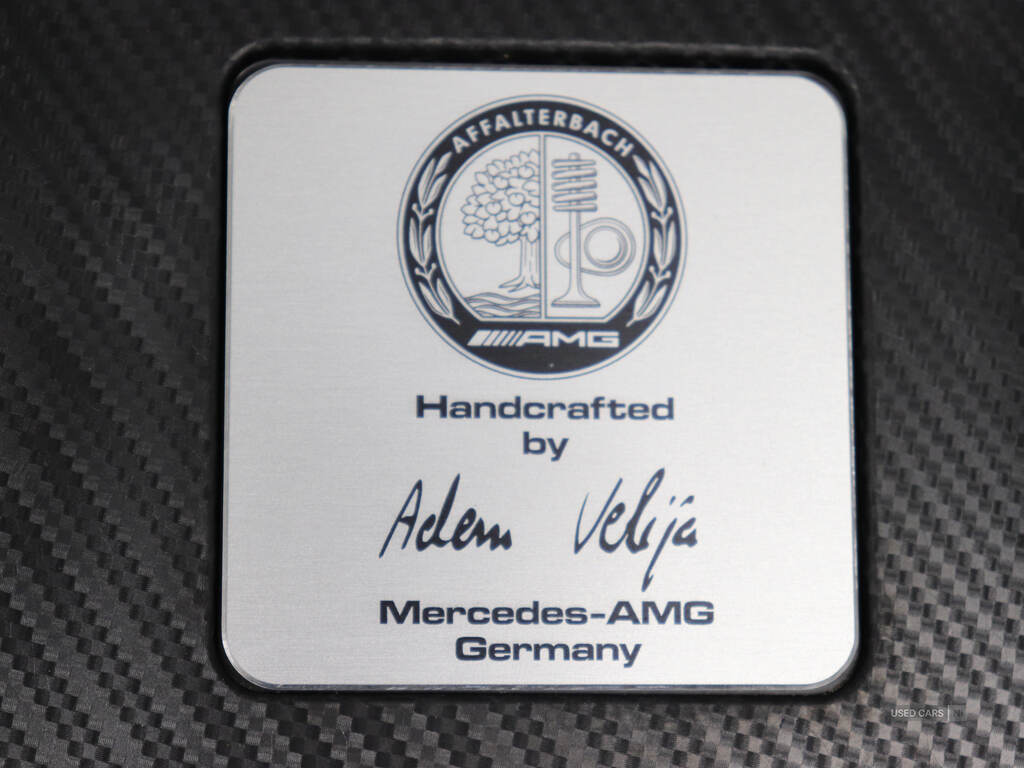 AFFALTERBACH
AMG
Handcrafted
by
Adem Velija
Mercedes-AMG
Germany
USED CARS